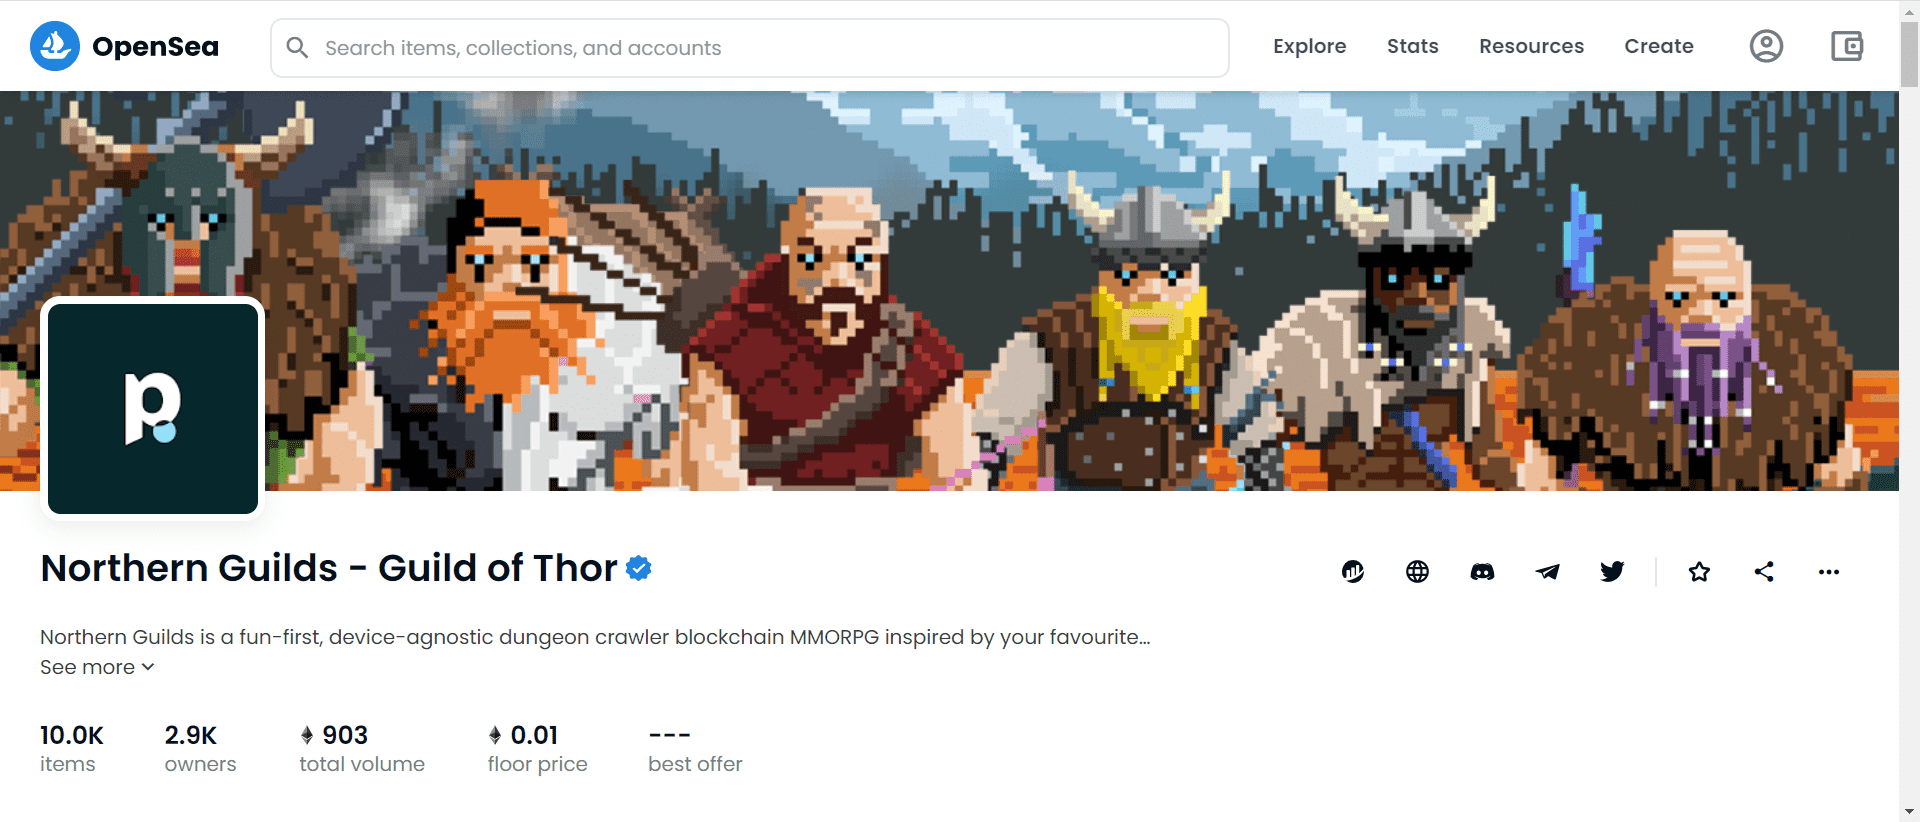 OpenSea
Search items, collections, and accounts
Explore Stats Resources Create
p
Northern Guilds - Guild of Thor
Northern Guilds is a fun-first, device-agnostic dungeon crawler blockchain MMORPG inspired by your favourite...
See more
10.0K 2.9K 903 0.01 ---
items owners total volume floor price best offer